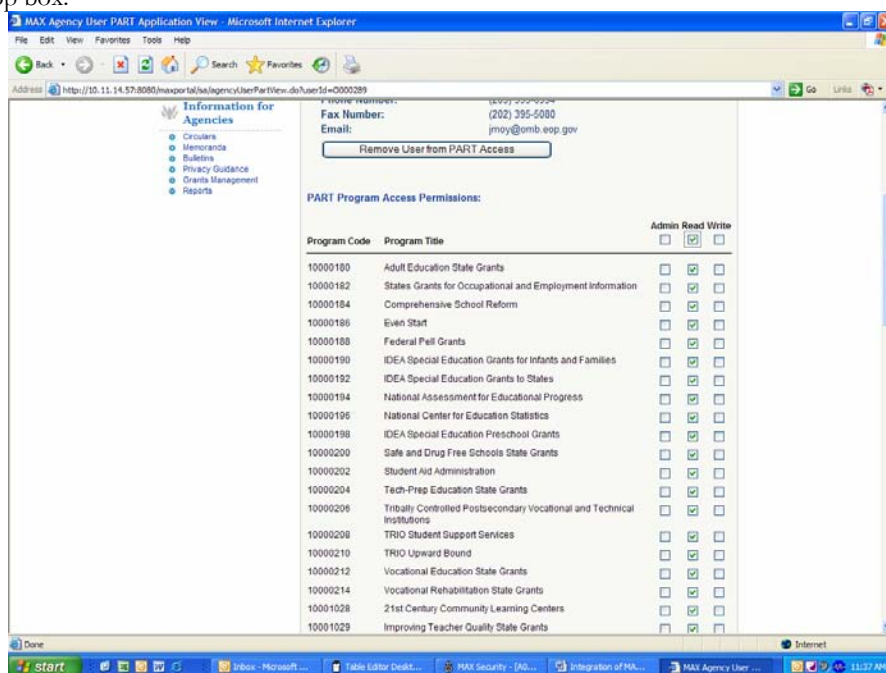 op box.
MAX Agency User PART Application View - Microsoft Internet Explorer
File Edit View Favorites Tools Help
Back Search Favorites
Address http://10.11.14.57:8080/maxportal/sa/agencyUserPartView.do?userId=O000289 Go Links
Information for
Agencies
Circulars
Memoranda
Bulletins
Privacy Guidance
Grants Management
Reports
Phone Number:
Fax Number: (202) 395-5080
Email: jmoy@omb.eop.gov
Remove User from PART Access
PART Program Access Permissions:
Admin Read Write
Program Code Program Title
10000180 Adult Education State Grants
10000182 States Grants for Occupational and Employment Information
10000184 Comprehensive School Reform
10000186 Even Start
10000188 Federal Pell Grants
10000190 IDEA Special Education Grants for Infants and Families
10000192 IDEA Special Education Grants to States
10000194 National Assessment for Educational Progress
10000196 National Center for Education Statistics
10000198 IDEA Special Education Preschool Grants
10000200 Safe and Drug Free Schools State Grants
10000202 Student Aid Administration
10000204 Tech-Prep Education State Grants
10000206 Tribally Controlled Postsecondary Vocational and Technical
Institutions
10000208 TRIO Student Support Services
10000210 TRIO Upward Bound
10000212 Vocational Education State Grants
10000214 Vocational Rehabilitation State Grants
10001028 21st Century Community Learning Centers
10001029 Improving Teacher Quality State Grants
Done Internet
start Inbox - Microsoft ... Table Editor Deskt... MAX Security - [A0... Integration of MA... MAX Agency User ... 11:37 AM